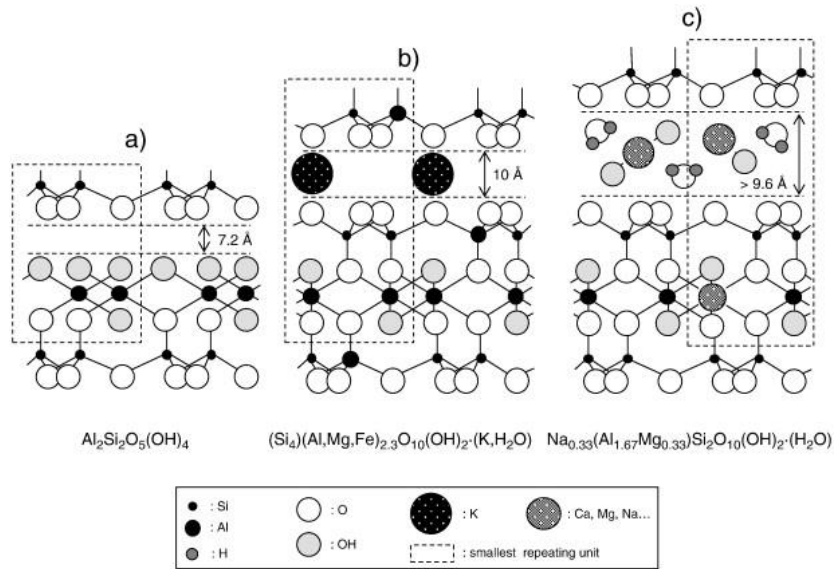 a)
b)
c)
7.2 Å
10 Å
> 9.6 Å
Al₂Si₂O₅(OH)₄
(Si₄)(Al,Mg,Fe)₂.₃O₁₀(OH)₂·(K,H₂O)
Na₀.₃₃(Al₁.₆₇Mg₀.₃₃)Si₂O₁₀(OH)₂·(H₂O)
: Si
: Al
: H
: O
: OH
: K
: Ca, Mg, Na...
: smallest repeating unit